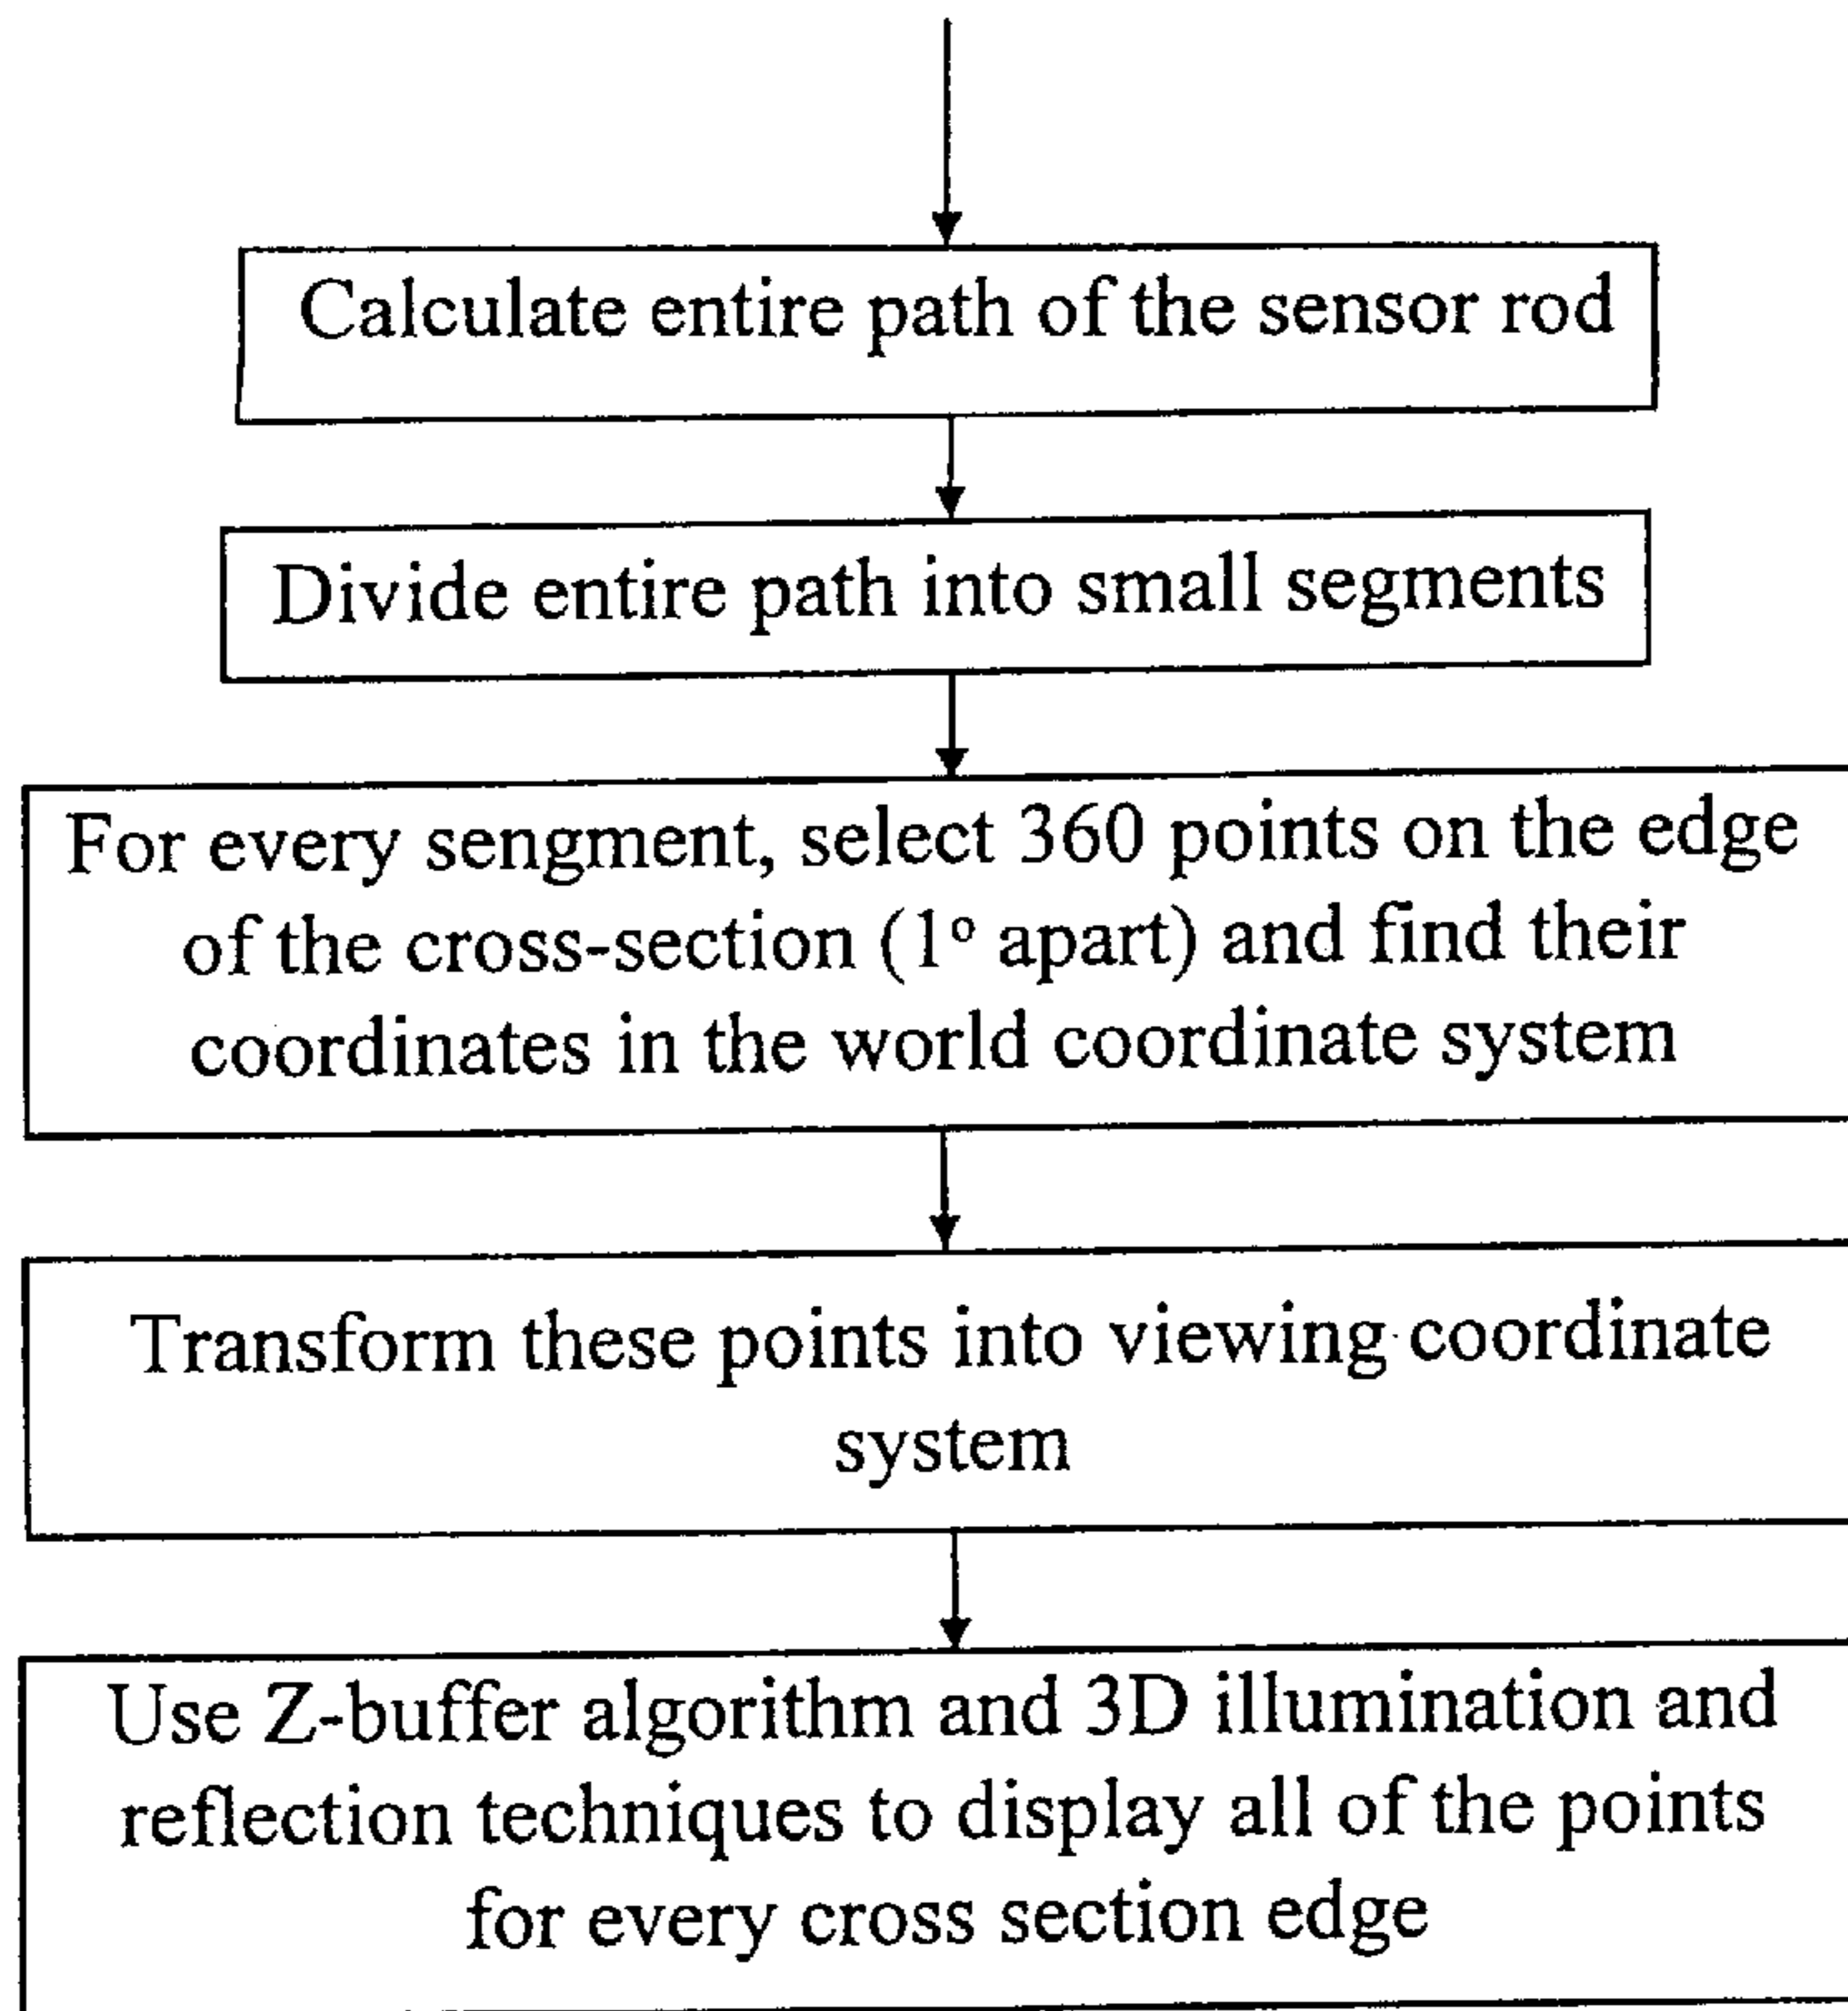 Calculate entire path of the sensor rod
Divide entire path into small segments
For every sengment, select 360 points on the edge
of the cross-section (1° apart) and find their
coordinates in the world coordinate system
Transform these points into viewing coordinate
system
Use Z-buffer algorithm and 3D illumination and
reflection techniques to display all of the points
for every cross section edge